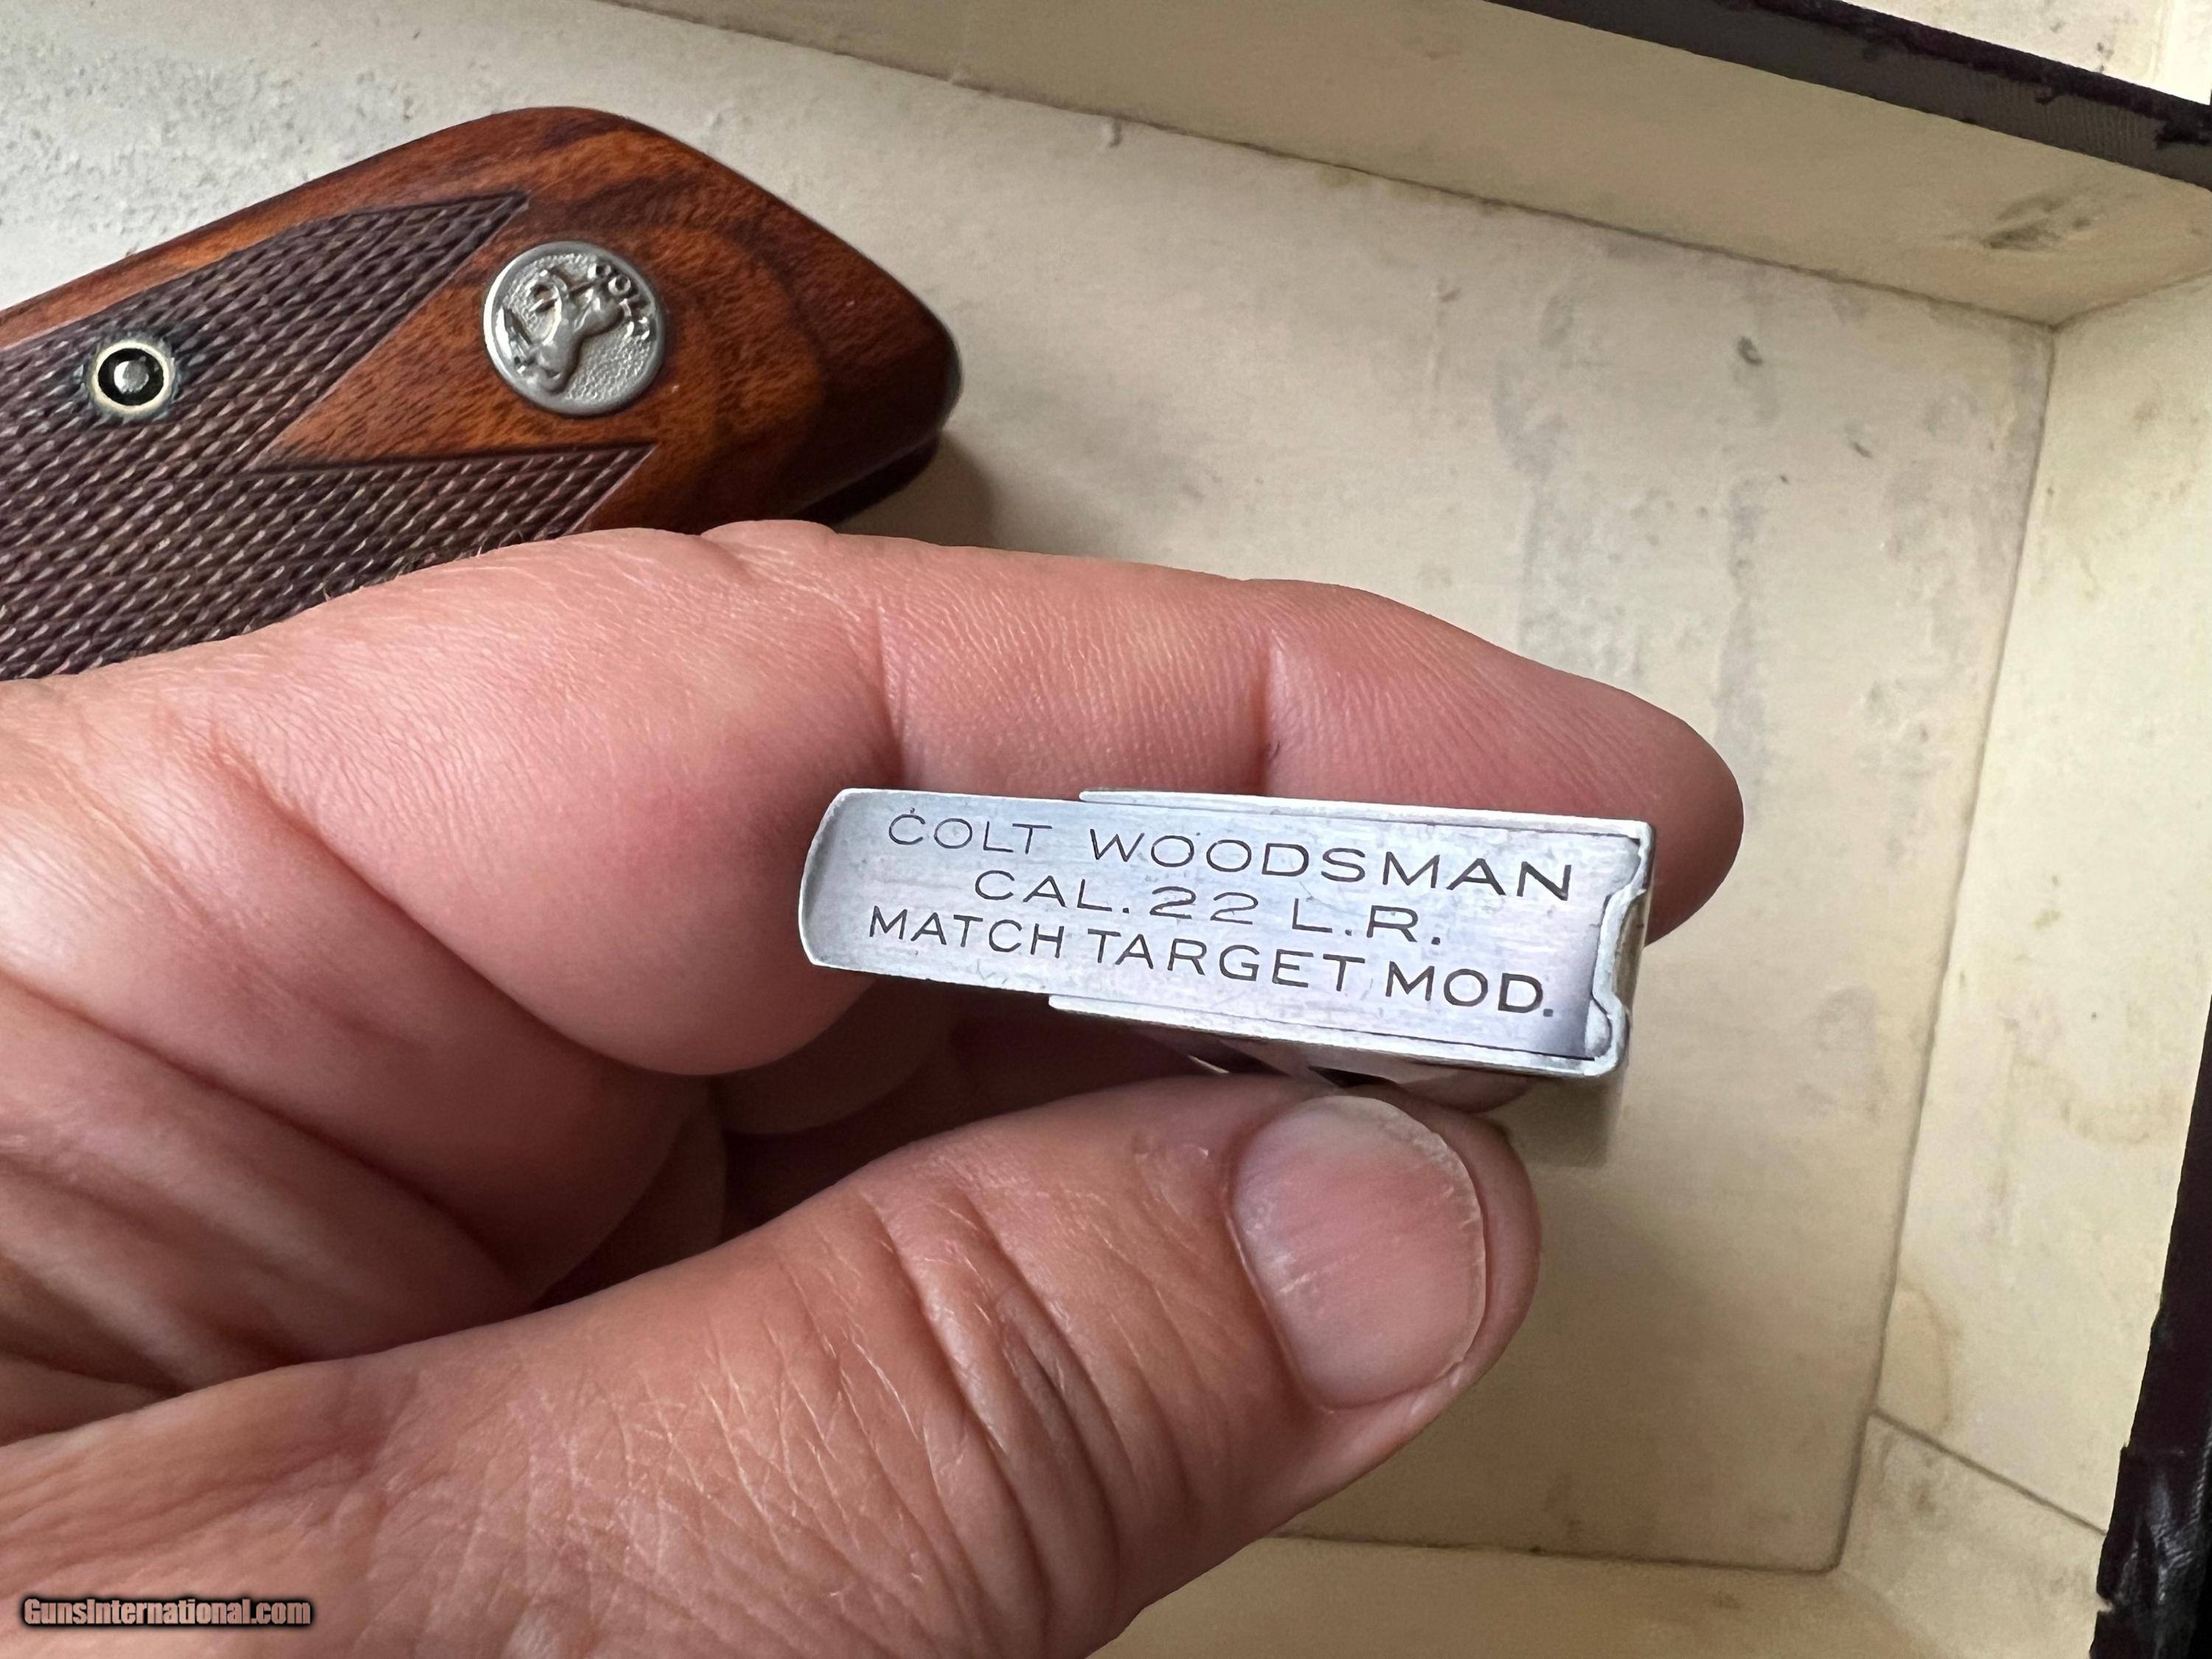 COLT
COLT WOODSMAN
CAL. 22 L.R.
MATCH TARGET MOD.
GunsInternational.com